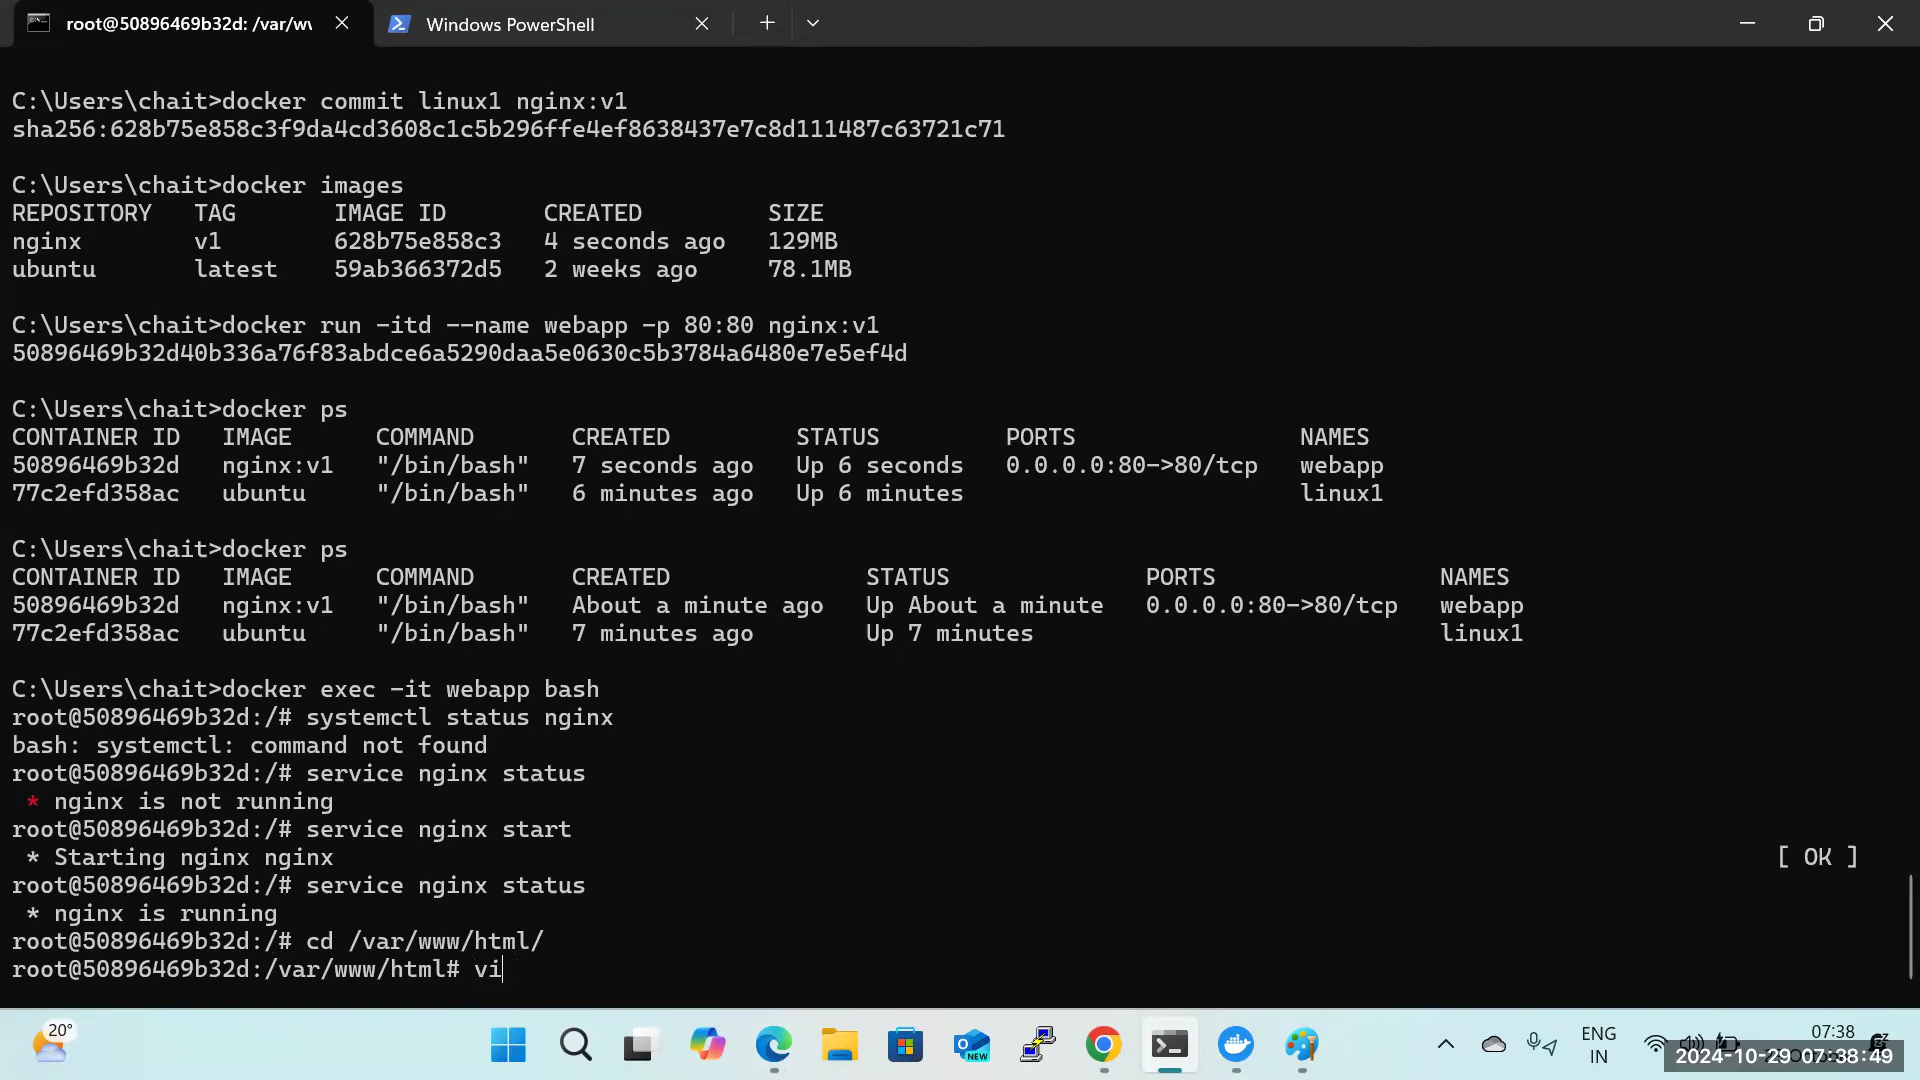 root@50896469b32d: /var/w
Windows PowerShell
C:\Users\chait>docker commit linux1 nginx:v1
sha256:628b75e858c3f9da4cd3608c1c5b296ffe4ef8638437e7c8d111487c63721c71
C:\Users\chait>docker images
REPOSITORY TAG IMAGE ID CREATED SIZE
nginx v1 628b75e858c3 4 seconds ago 129MB
ubuntu latest 59ab366372d5 2 weeks ago 78.1MB
C:\Users\chait>docker run -itd --name webapp -p 80:80 nginx:v1
50896469b32d40b336a76f83abdce6a5290daa5e0630c5b3784a6480e7e5ef4d
C:\Users\chait>docker ps
CONTAINER ID IMAGE COMMAND CREATED STATUS PORTS NAMES
50896469b32d nginx:v1 "/bin/bash" 7 seconds ago Up 6 seconds 0.0.0.0:80->80/tcp webapp
77c2efd358ac ubuntu "/bin/bash" 6 minutes ago Up 6 minutes linux1
C:\Users\chait>docker ps
CONTAINER ID IMAGE COMMAND CREATED STATUS PORTS NAMES
50896469b32d nginx:v1 "/bin/bash" About a minute ago Up About a minute 0.0.0.0:80->80/tcp webapp
77c2efd358ac ubuntu "/bin/bash" 7 minutes ago Up 7 minutes linux1
C:\Users\chait>docker exec -it webapp bash
root@50896469b32d:/# systemctl status nginx
bash: systemctl: command not found
root@50896469b32d:/# service nginx status
* nginx is not running
root@50896469b32d:/# service nginx start
* Starting nginx nginx [ OK ]
root@50896469b32d:/# service nginx status
* nginx is running
root@50896469b32d:/# cd /var/www/html/
root@50896469b32d:/var/www/html# vi
20°
NEW
ENG
IN
07:38
2024-10-29 07:38:49